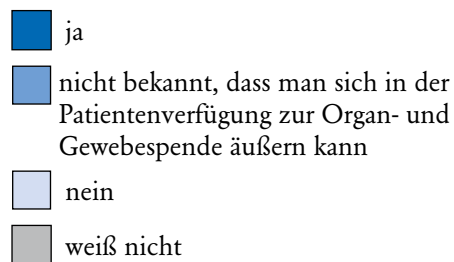 ja
nicht bekannt, dass man sich in der
Patientenverfügung zur Organ- und
Gewebespende äußern kann
nein
weiß nicht